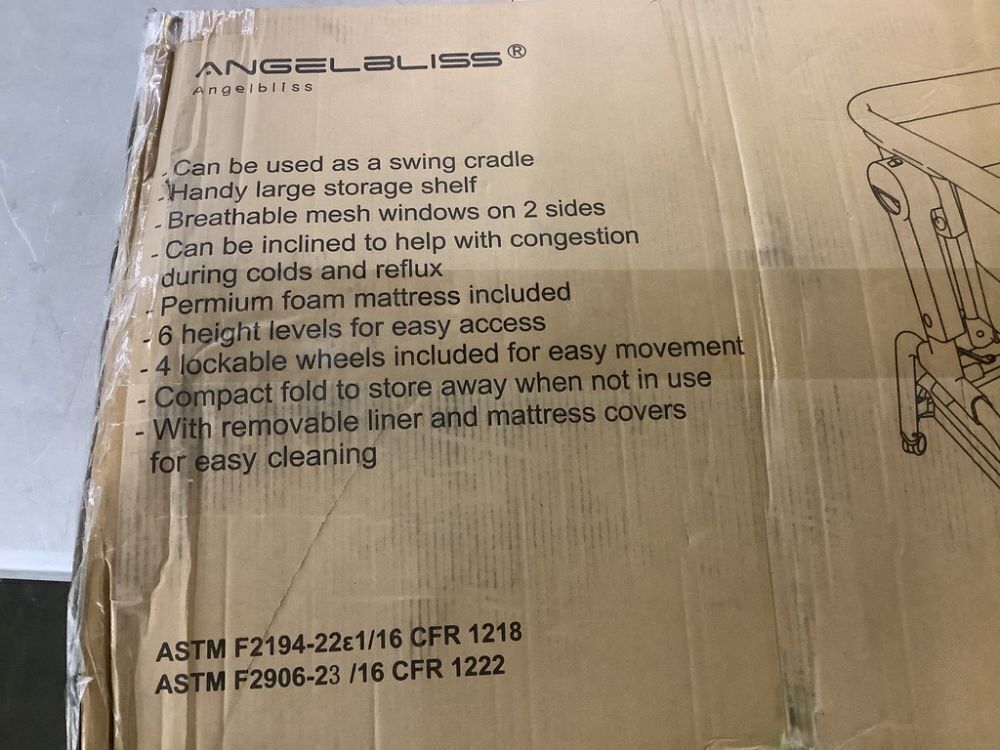 ANGELBLISS®
Angelbliss
- Can be used as a swing cradle
- Handy large storage shelf
- Breathable mesh windows on 2 sides
- Can be inclined to help with congestion
during colds and reflux
- Permium foam mattress included
- 6 height levels for easy access
- 4 lockable wheels included for easy movement
- Compact fold to store away when not in use
- With removable liner and mattress covers
for easy cleaning
ASTM F2194-22ε1/16 CFR 1218
ASTM F2906-23 /16 CFR 1222